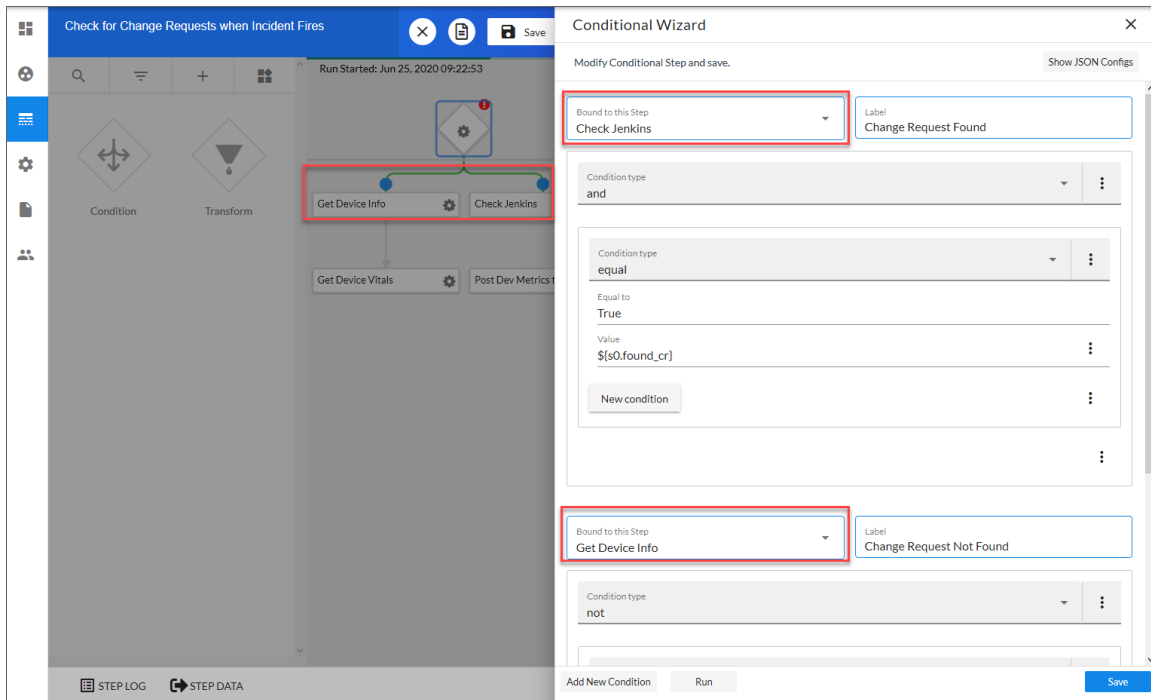 Check for Change Requests when Incident Fires
Save
Run Started: Jun 25, 2020 09:22:53
Condition
Transform
Get Device Info
Check Jenkins
Get Device Vitals
Post Dev Metrics t
STEP LOG
STEP DATA
Conditional Wizard
Modify Conditional Step and save.
Show JSON Configs
Bound to this Step
Check Jenkins
Label
Change Request Found
Condition type
and
Condition type
equal
Equal to
True
Value
${s0.found_cr}
New condition
Bound to this Step
Get Device Info
Label
Change Request Not Found
Condition type
not
Add New Condition
Run
Save